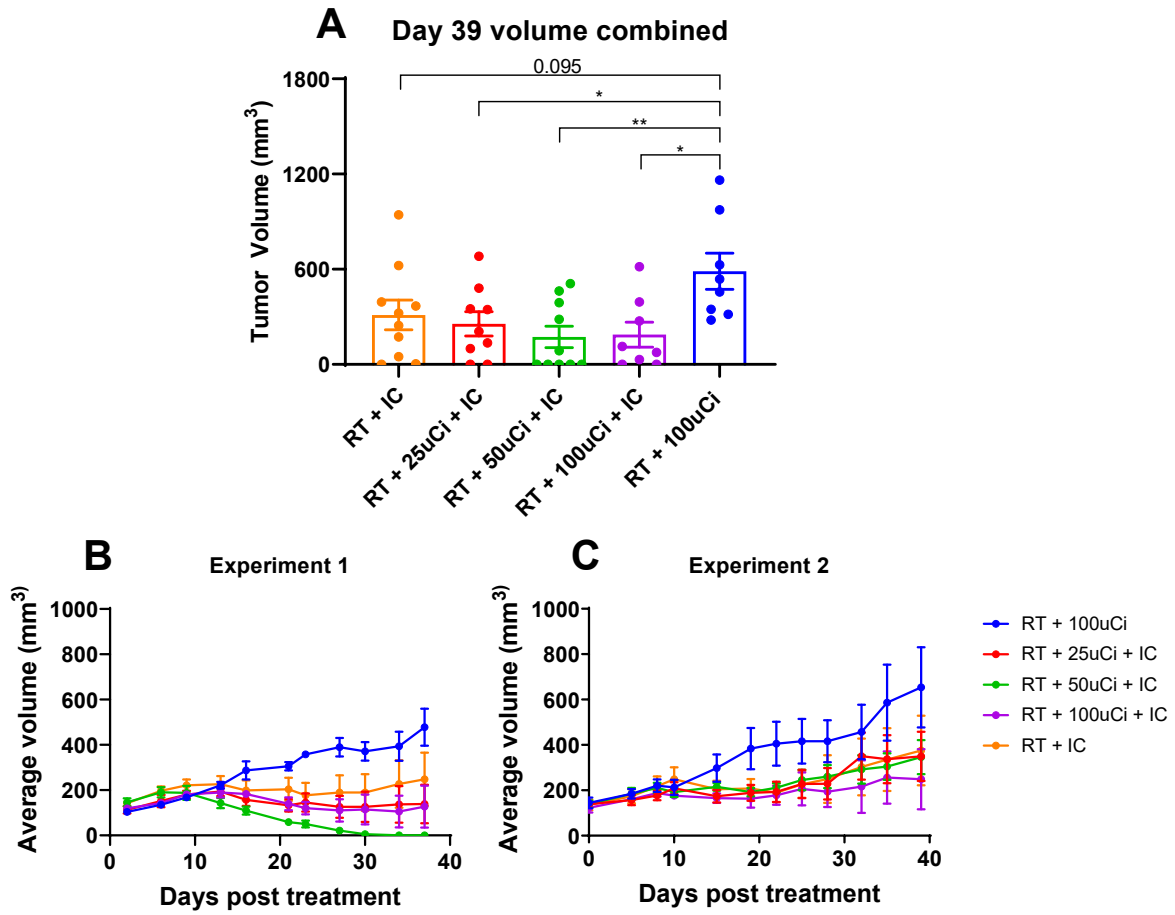 A
Day 39 volume combined
0.095
*
**
*
Tumor Volume (mm³)
1800
1200
600
0
RT + IC
RT + 25uCi + IC
RT + 50uCi + IC
RT + 100uCi + IC
RT + 100uCi
B
Experiment 1
Average volume (mm³)
1000
800
600
400
200
0
0 10 20 30 40
Days post treatment
C
Experiment 2
Average volume (mm³)
1000
800
600
400
200
0
0 10 20 30 40
Days post treatment
RT + 100uCi
RT + 25uCi + IC
RT + 50uCi + IC
RT + 100uCi + IC
RT + IC